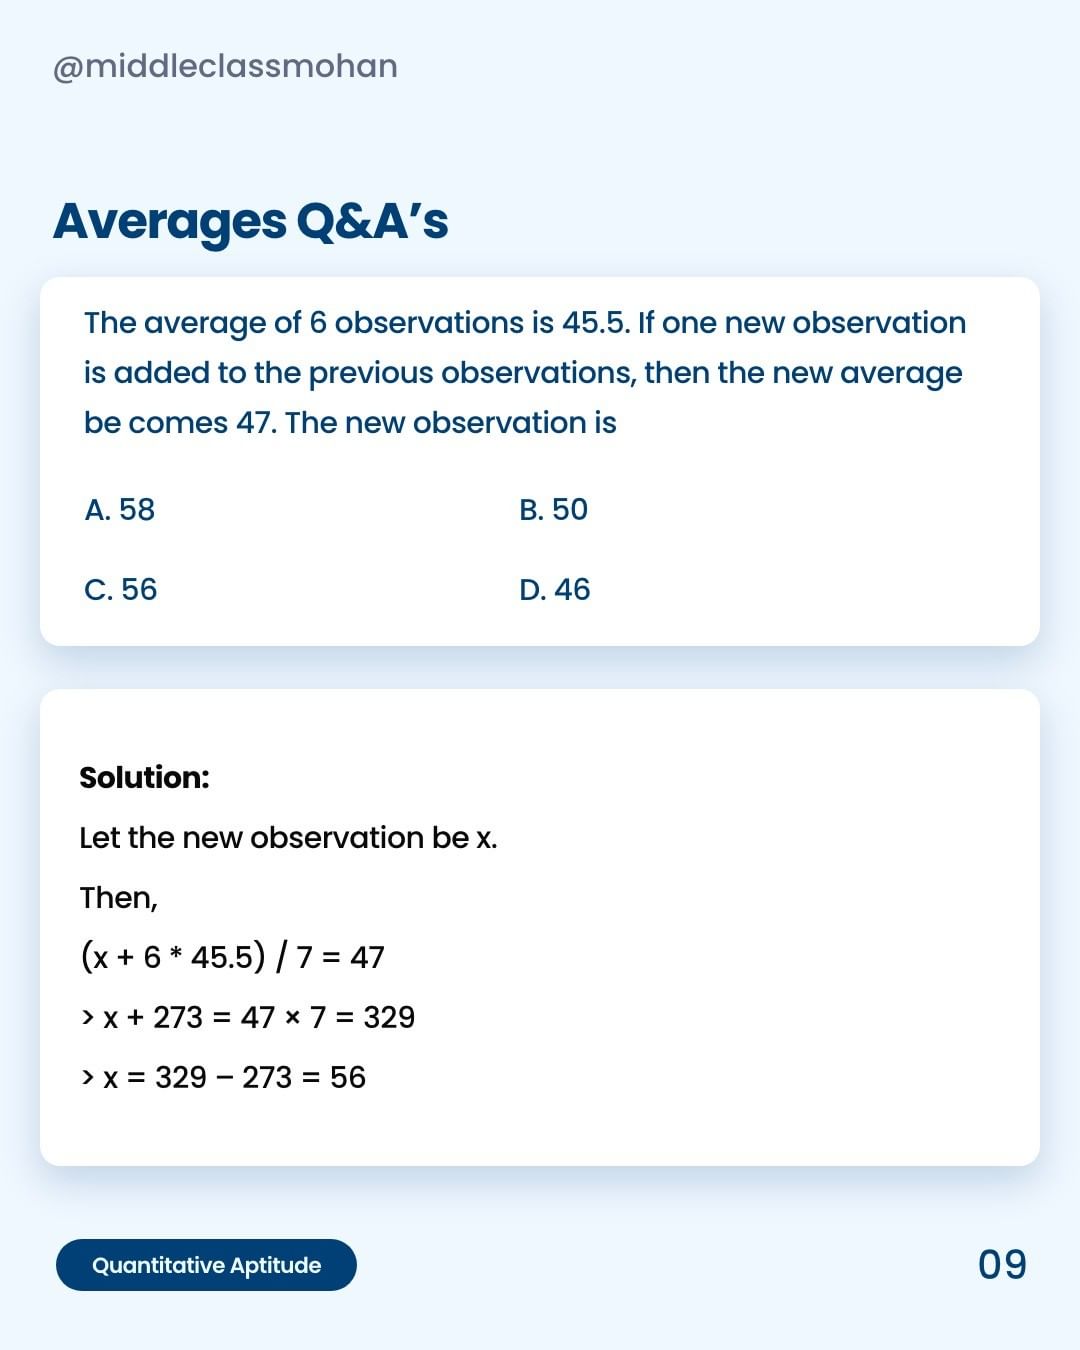 @middleclassmohan
Averages Q&A’s
The average of 6 observations is 45.5. If one new observation
is added to the previous observations, then the new average
be comes 47. The new observation is
A. 58
B. 50
C. 56
D. 46
Solution:
Let the new observation be x.
Then,
(x + 6 * 45.5) / 7 = 47
> x + 273 = 47 × 7 = 329
> x = 329 – 273 = 56
Quantitative Aptitude
09